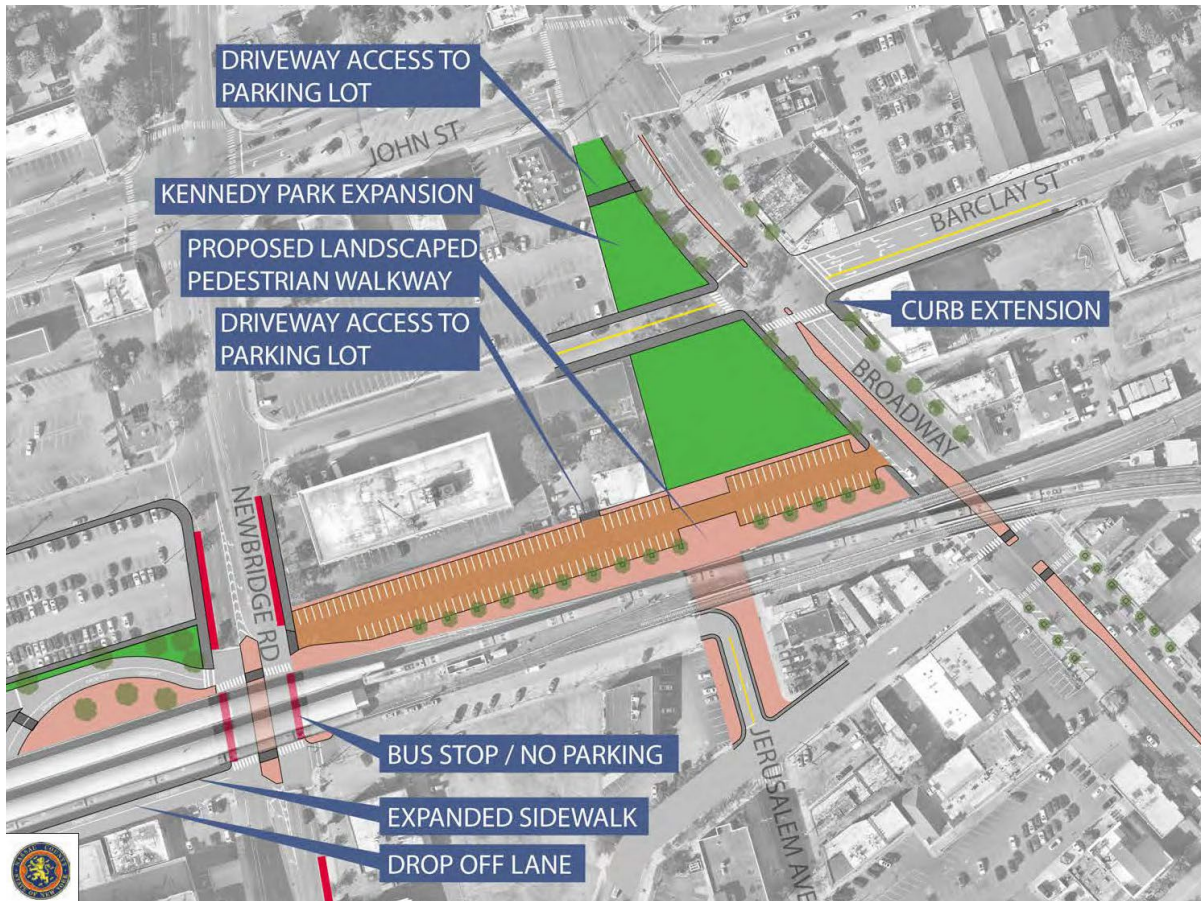 DRIVEWAY ACCESS TO
PARKING LOT
JOHN ST
KENNEDY PARK EXPANSION
PROPOSED LANDSCAPED
PEDESTRIAN WALKWAY
DRIVEWAY ACCESS TO
PARKING LOT
BARCLAY ST
CURB EXTENSION
BROADWAY
NEWBRIDGE RD
BUS STOP / NO PARKING
JERUSALEM AVE
EXPANDED SIDEWALK
DROP OFF LANE